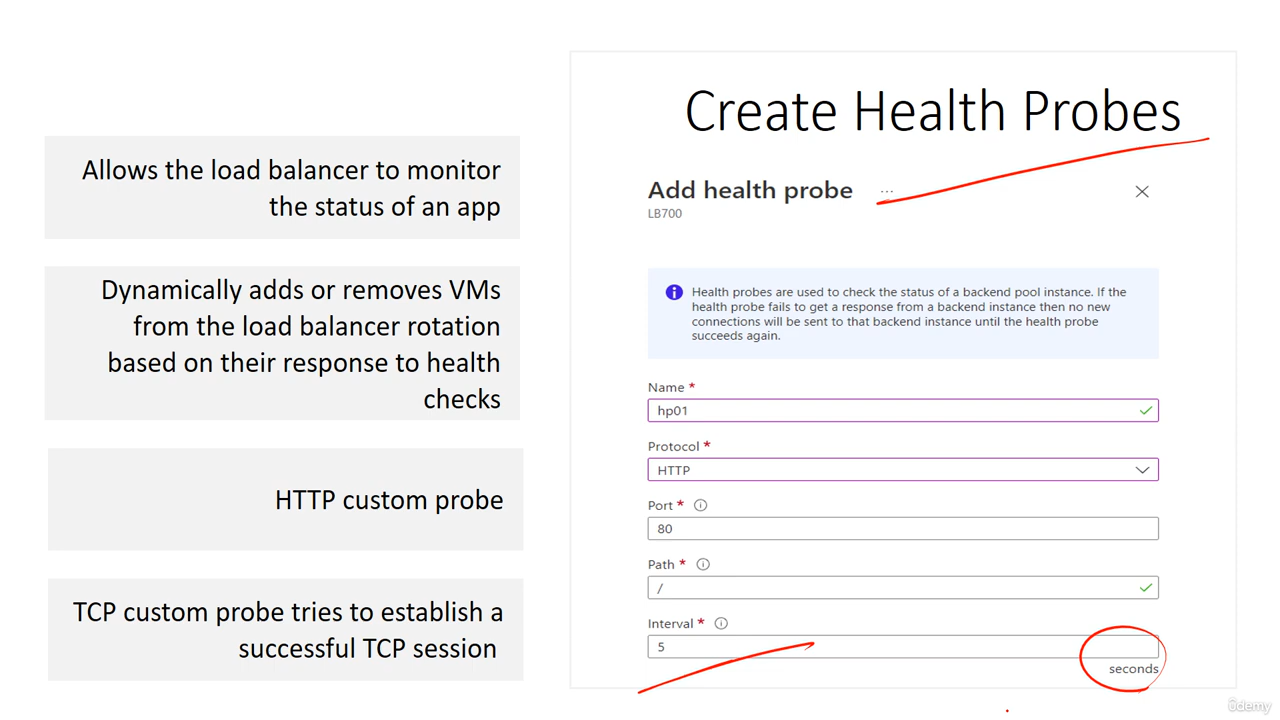 Create Health Probes
Allows the load balancer to monitor
the status of an app
Dynamically adds or removes VMs
from the load balancer rotation
based on their response to health
checks
HTTP custom probe
TCP custom probe tries to establish a
successful TCP session
Add health probe ...
LB700
Health probes are used to check the status of a backend pool instance. If the
health probe fails to get a response from a backend instance then no new
connections will be sent to that backend instance until the health probe
succeeds again.
Name *
hp01
Protocol *
HTTP
Port *
80
Path *
/
Interval *
5
seconds
ûdemy